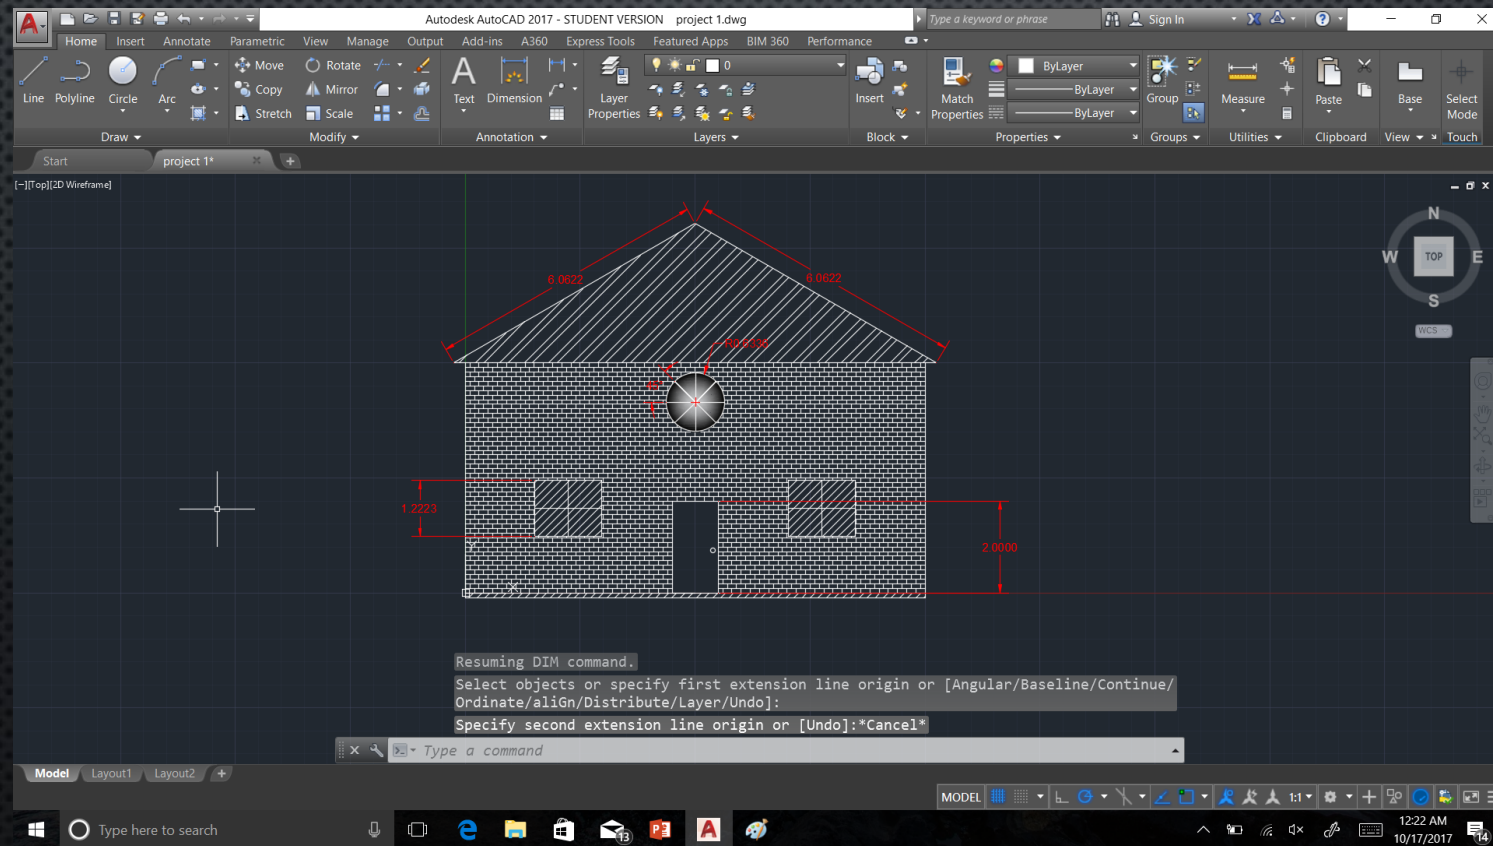 Autodesk AutoCAD 2017 - STUDENT VERSION project 1.dwg
Type a keyword or phrase
Sign In
Home Insert Annotate Parametric View Manage Output Add-ins A360 Express Tools Featured Apps BIM 360 Performance
Line
Polyline
Circle
Arc
Move
Copy
Stretch
Rotate
Mirror
Scale
Text
Dimension
Layer
Properties
0
Insert
Match
Properties
ByLayer
ByLayer
ByLayer
Group
Measure
Paste
Base
Select
Mode
Draw Modify Annotation Layers Block Properties Groups Utilities Clipboard View Touch
Start project 1*
[−][Top][2D Wireframe]
N
W TOP E
S
WCS
6.0622 6.0622
1.2223
2.0000
Y
X
Resuming DIM command.
Select objects or specify first extension line origin or [Angular/Baseline/Continue/
Ordinate/aliGn/Distribute/Layer/Undo]:
Specify second extension line origin or [Undo]:*Cancel*
Type a command
Model Layout1 Layout2
MODEL 1:1
Type here to search
13
12:22 AM
10/17/2017
14